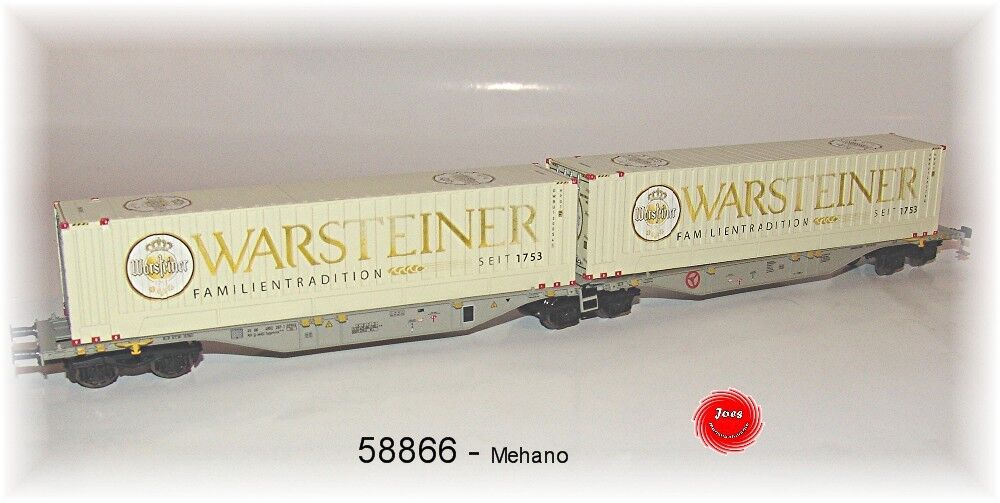 WARSTEINER
Warsteiner
FAMILIENTRADITION SEIT 1753
WARSTEINER
Warsteiner
FAMILIENTRADITION SEIT 1753
Joes
58866 - Mehano